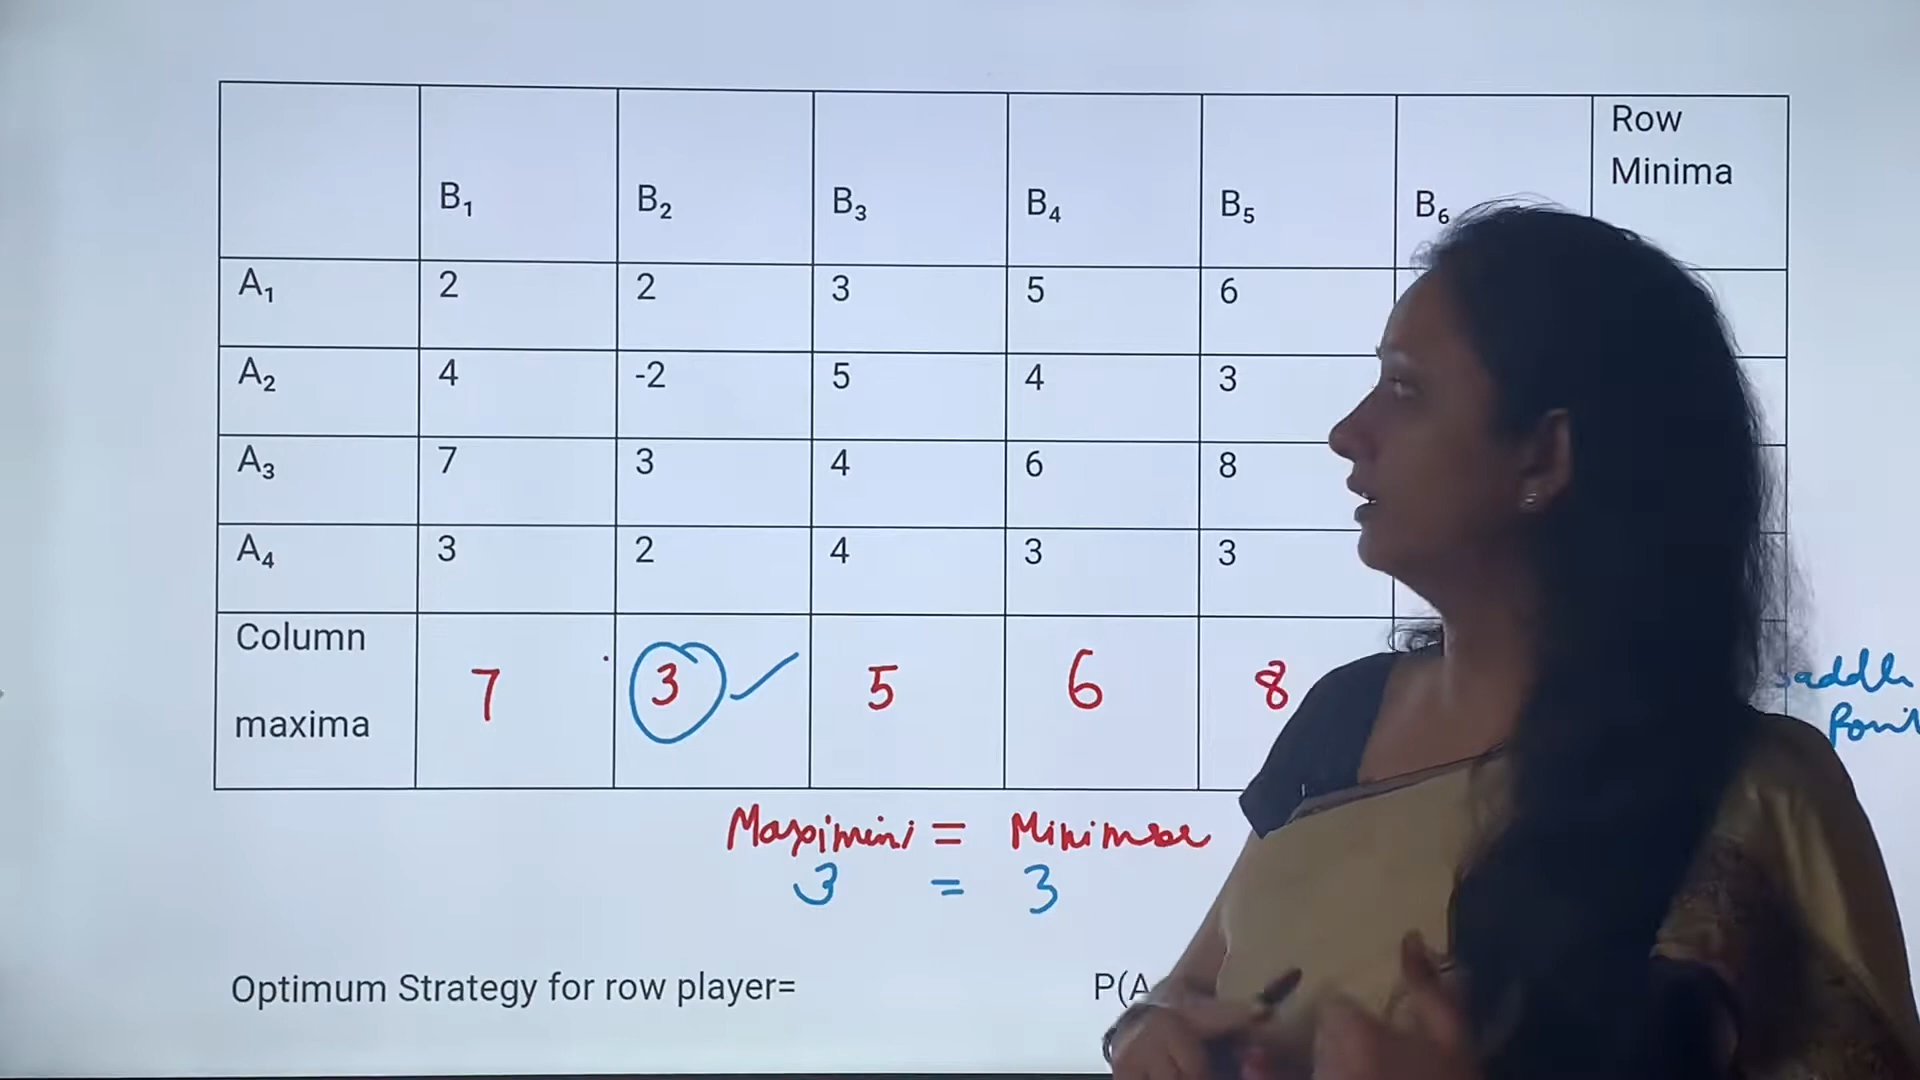 Row
Minima
B₁ B₂ B₃ B₄ B₅ B₆
A₁ 2 2 3 5 6
A₂ 4 -2 5 4 3
A₃ 7 3 4 6 8
A₄ 3 2 4 3 3
Column
maxima
7 3 5 6 8
Maximini = Minimax
3 = 3
Optimum Strategy for row player= P(A